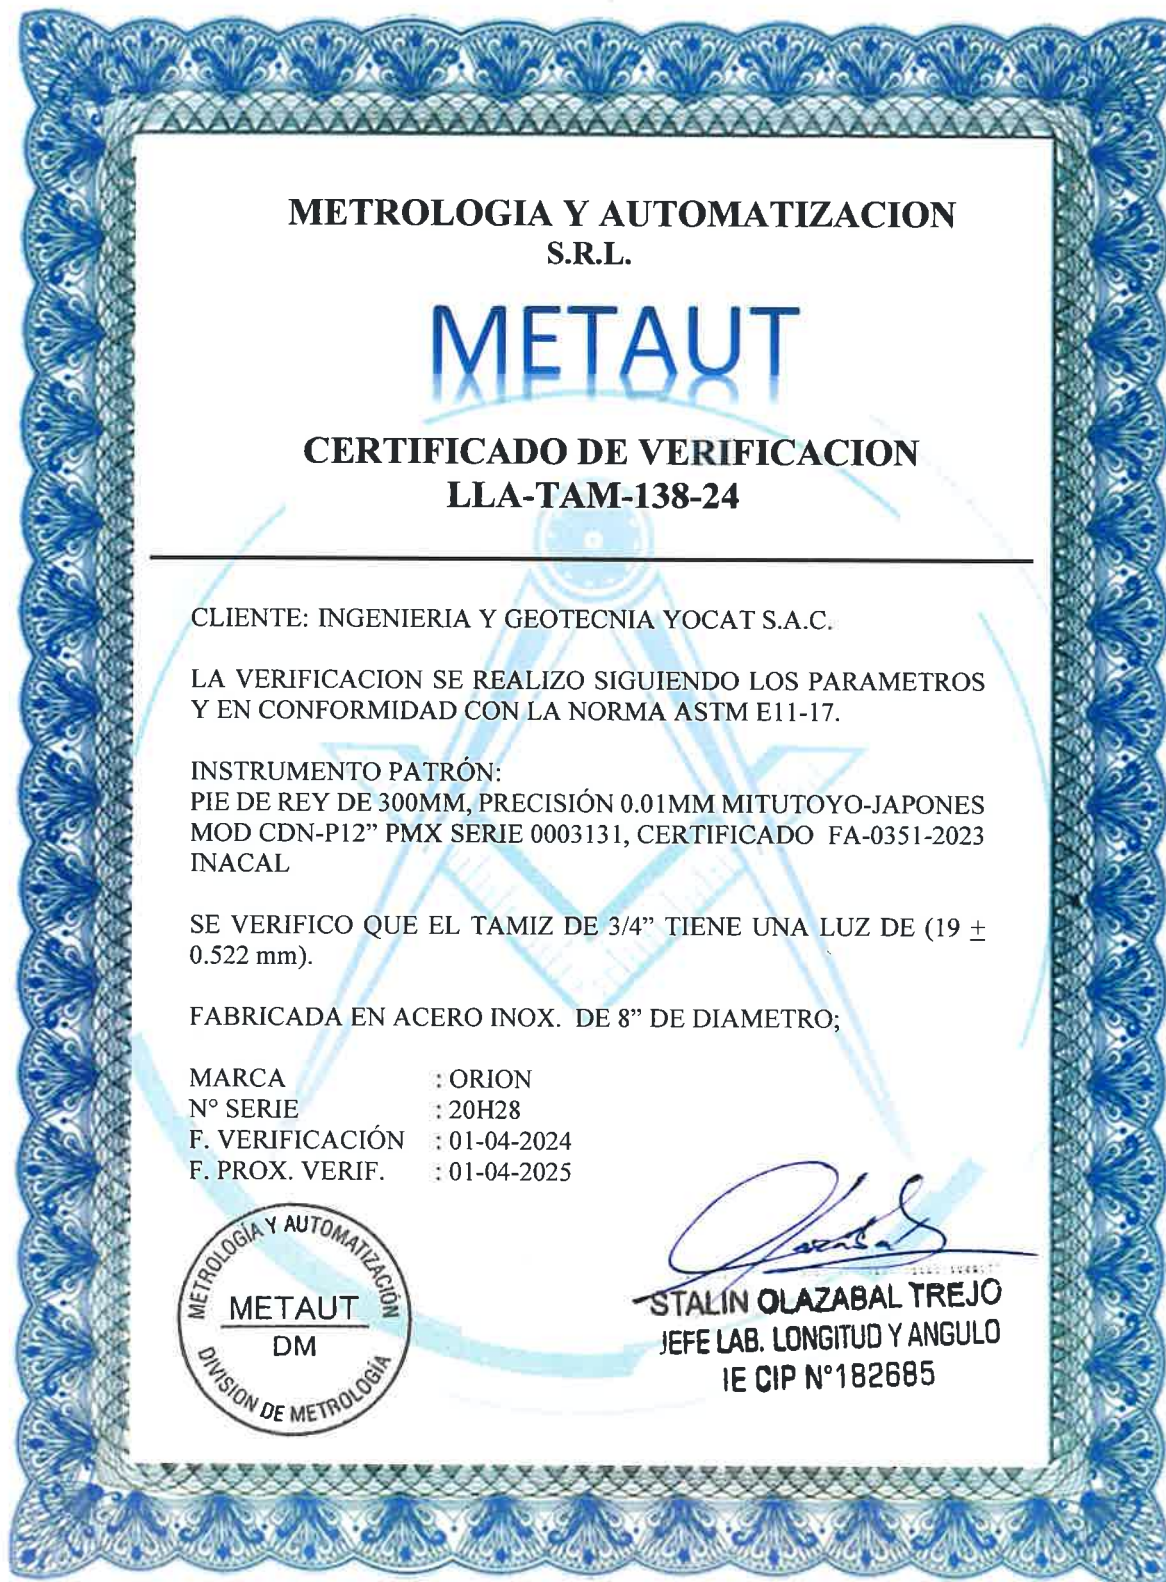 METROLOGIA Y AUTOMATIZACION
S.R.L.
METAUT
CERTIFICADO DE VERIFICACION
LLA-TAM-138-24
CLIENTE: INGENIERIA Y GEOTECNIA YOCAT S.A.C.
LA VERIFICACION SE REALIZO SIGUIENDO LOS PARAMETROS
Y EN CONFORMIDAD CON LA NORMA ASTM E11-17.
INSTRUMENTO PATRÓN:
PIE DE REY DE 300MM, PRECISIÓN 0.01MM MITUTOYO-JAPONES
MOD CDN-P12” PMX SERIE 0003131, CERTIFICADO FA-0351-2023
INACAL
SE VERIFICO QUE EL TAMIZ DE 3/4” TIENE UNA LUZ DE (19 ±
0.522 mm).
FABRICADA EN ACERO INOX. DE 8” DE DIAMETRO;
MARCA : ORION
N° SERIE : 20H28
F. VERIFICACIÓN : 01-04-2024
F. PROX. VERIF. : 01-04-2025
METROLOGÍA Y AUTOMATIZACIÓN
METAUT
DM
DIVISION DE METROLOGÍA
STALIN OLAZABAL TREJO
JEFE LAB. LONGITUD Y ANGULO
IE CIP N°182685